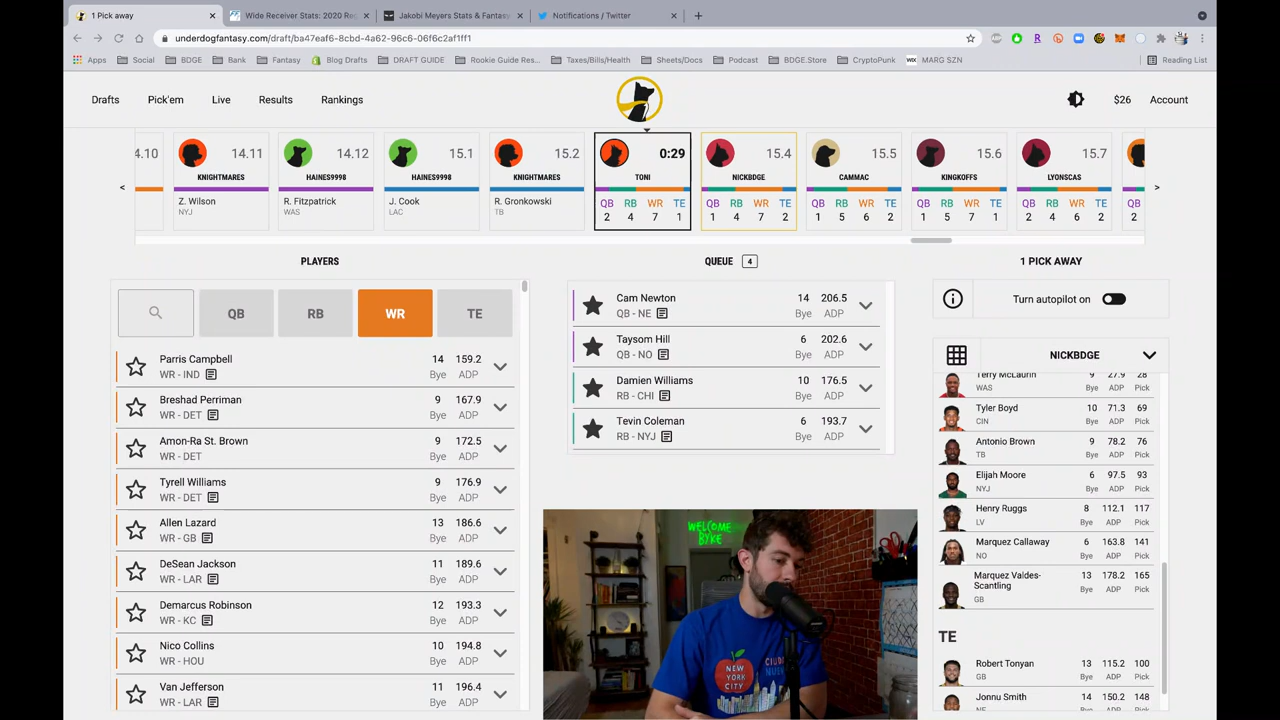 1 Pick away
Wide Receiver Stats: 2020 Reg
Jakobi Meyers Stats & Fantasy
Notifications / Twitter
underdogfantasy.com/draft/ba47eaf6-8cbd-4a62-96c6-06f6c2af1ff1
Apps Social BDGE Bank Fantasy Blog Drafts DRAFT GUIDE Rookie Guide Res... Taxes/Bills/Health Sheets/Docs Podcast BDGE.Store CryptoPunk WIX MARG SZN Reading List
Drafts Pick'em Live Results Rankings $26 Account
4.10 14.11 14.12 15.1 15.2 0:29 15.4 15.5 15.6 15.7
KNIGHTMARES HAINES9998 HAINES9998 KNIGHTMARES TONI NICKBDGE CAMMAC KINGKOFFS LYONSCAS
Z. Wilson R. Fitzpatrick J. Cook R. Gronkowski QB RB WR TE QB RB WR TE QB RB WR TE QB RB WR TE QB RB WR TE QB
NYJ WAS LAC TB 2 4 7 1 1 4 7 2 1 5 6 2 1 5 7 1 2 4 6 2 2
< >
PLAYERS QUEUE 4 1 PICK AWAY
QB RB WR TE
Parris Campbell 14 159.2
WR - IND Bye ADP
Breshad Perriman 9 167.9
WR - DET Bye ADP
Amon-Ra St. Brown 9 172.5
WR - DET Bye ADP
Tyrell Williams 9 176.9
WR - DET Bye ADP
Allen Lazard 13 186.6
WR - GB Bye ADP
DeSean Jackson 11 189.6
WR - LAR Bye ADP
Demarcus Robinson 12 193.3
WR - KC Bye ADP
Nico Collins 10 194.8
WR - HOU Bye ADP
Van Jefferson 11 196.4
WR - LAR Bye ADP
Cam Newton 14 206.5
QB - NE Bye ADP
Taysom Hill 6 202.6
QB - NO Bye ADP
Damien Williams 10 176.5
RB - CHI Bye ADP
Tevin Coleman 6 193.7
RB - NYJ Bye ADP
WELCOME
BYKE
NEW
YORK
CITY
Turn autopilot on
NICKBDGE
Terry McLaurin 9 27.9 28
WAS Bye ADP Pick
Tyler Boyd 10 71.3 69
CIN Bye ADP Pick
Antonio Brown 9 78.2 76
TB Bye ADP Pick
Elijah Moore 6 97.5 93
NYJ Bye ADP Pick
Henry Ruggs 8 112.1 117
LV Bye ADP Pick
Marquez Callaway 6 163.8 141
NO Bye ADP Pick
Marquez Valdes-
Scantling 13 178.2 165
GB Bye ADP Pick
TE
Robert Tonyan 13 115.2 100
GB Bye ADP Pick
Jonnu Smith 14 150.2 148
NE Bye ADP Pick